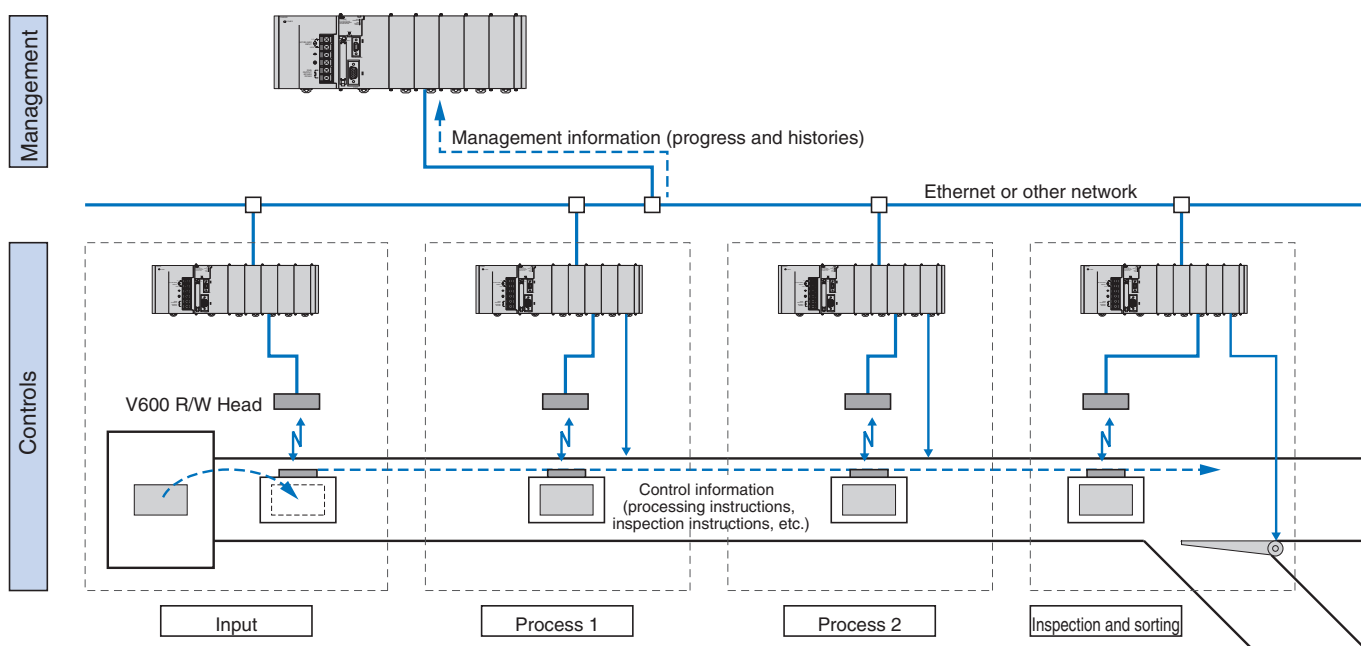 Management
Management information (progress and histories)
Ethernet or other network
Controls
V600 R/W Head
Control information
(processing instructions,
inspection instructions, etc.)
Input
Process 1
Process 2
Inspection and sorting